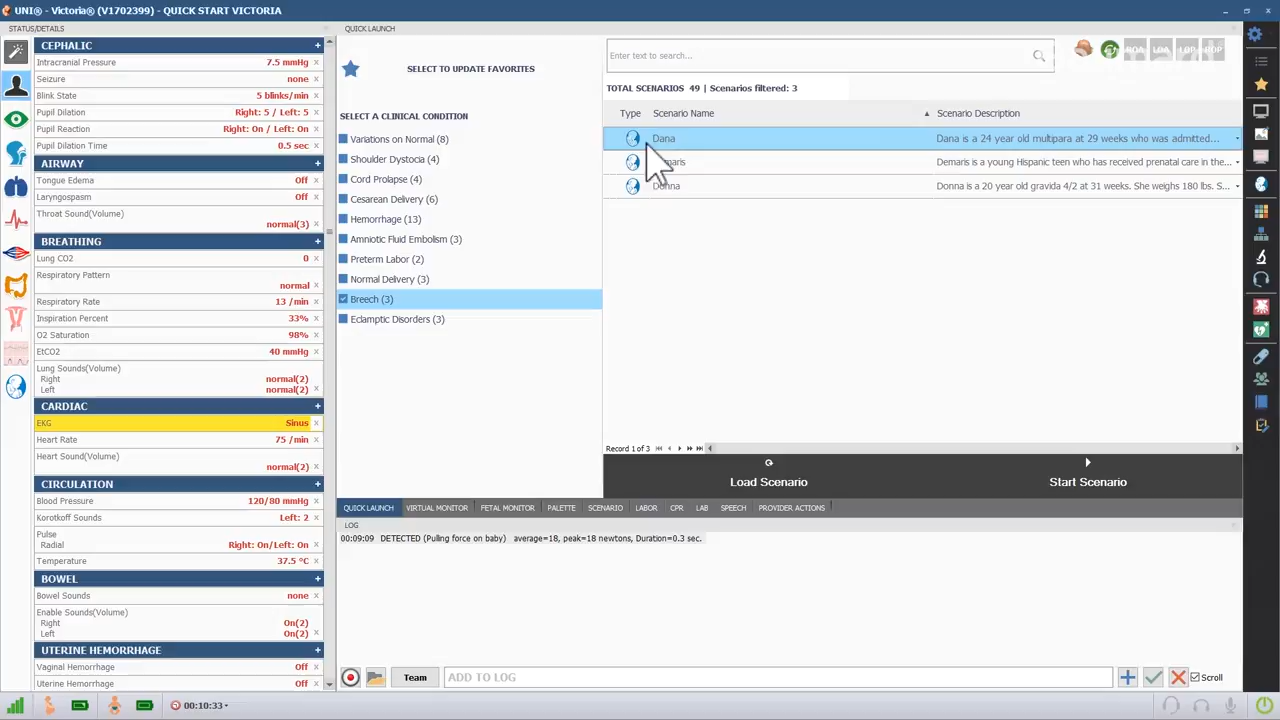 UNI® - Victoria® (V1702399) - QUICK START VICTORIA
STATUS/DETAILS
CEPHALIC +
Intracranial Pressure 7.5 mmHg x
Seizure none x
Blink State 5 blinks/min x
Pupil Dilation Right: 5 / Left: 5 x
Pupil Reaction Right: On / Left: On x
Pupil Dilation Time 0.5 sec x
AIRWAY +
Tongue Edema Off x
Laryngospasm Off x
Throat Sound(Volume)
normal(3) x
BREATHING +
Lung CO2 0 x
Respiratory Pattern
normal x
Respiratory Rate 13 /min x
Inspiration Percent 33% x
O2 Saturation 98% x
EtCO2 40 mmHg x
Lung Sounds(Volume)
Right normal(2)
Left normal(2) x
CARDIAC +
EKG Sinus x
Heart Rate 75 /min x
Heart Sound(Volume)
normal(2) x
CIRCULATION +
Blood Pressure 120/80 mmHg x
Korotkoff Sounds Left: 2 x
Pulse
Radial Right: On/Left: On x
Temperature 37.5 °C x
BOWEL +
Bowel Sounds none x
Enable Sounds(Volume)
Right On(2)
Left On(2) x
UTERINE HEMORRHAGE +
Vaginal Hemorrhage Off x
Uterine Hemorrhage Off x
QUICK LAUNCH
SELECT TO UPDATE FAVORITES
SELECT A CLINICAL CONDITION
Variations on Normal (8)
Shoulder Dystocia (4)
Cord Prolapse (4)
Cesarean Delivery (6)
Hemorrhage (13)
Amniotic Fluid Embolism (3)
Preterm Labor (2)
Normal Delivery (3)
Breech (3)
Eclamptic Disorders (3)
Enter text to search...
ROA LOA LOP ROP
TOTAL SCENARIOS 49 | Scenarios filtered: 3
Type Scenario Name Scenario Description
Dana Dana is a 24 year old multipara at 29 weeks who was admitted...
Demaris is a young Hispanic teen who has received prenatal care in the...
Donna Donna is a 20 year old gravida 4/2 at 31 weeks. She weighs 180 lbs. S...
Record 1 of 3
Load Scenario Start Scenario
QUICK LAUNCH VIRTUAL MONITOR FETAL MONITOR PALETTE SCENARIO LABOR CPR LAB SPEECH PROVIDER ACTIONS
LOG
00:09:09 DETECTED (Pulling force on baby) average=18, peak=18 newtons, Duration=0.3 sec.
Team ADD TO LOG Scroll
00:10:33